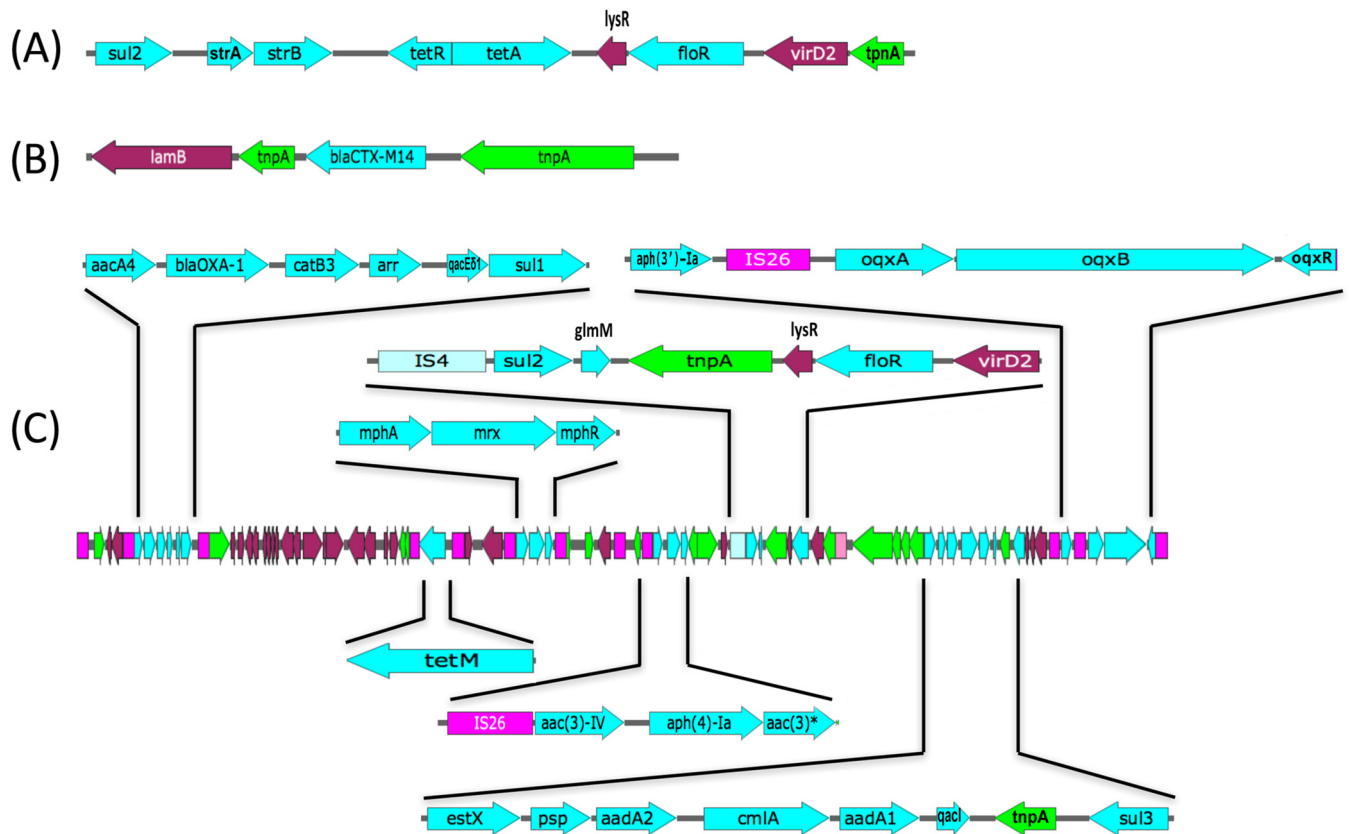 lysR
(A) sul2 strA strB tetR tetA floR virD2 tpnA
(B) lamB tnpA blaCTX-M14 tnpA
aacA4 blaOXA-1 catB3 arr qacEδ1 sul1
aph(3')-Ia IS26 oqxA oqxB oqxR
glmM lysR
IS4 sul2 tnpA floR virD2
(C)
mphA mrx mphR
tetM
IS26 aac(3)-IV aph(4)-Ia aac(3)*
estX psp aadA2 cmlA aadA1 qacI tnpA sul3